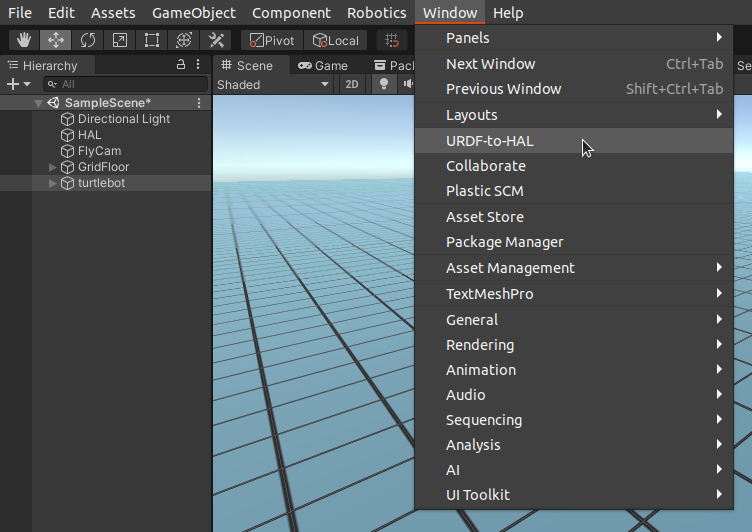 File Edit Assets GameObject Component Robotics Window Help
Pivot Local
Hierarchy
All
SampleScene*
Directional Light
HAL
FlyCam
GridFloor
turtlebot
Scene Game Pac
Shaded 2D
Se
Panels
Next Window Ctrl+Tab
Previous Window Shift+Ctrl+Tab
Layouts
URDF-to-HAL
Collaborate
Plastic SCM
Asset Store
Package Manager
Asset Management
TextMeshPro
General
Rendering
Animation
Audio
Sequencing
Analysis
AI
UI Toolkit